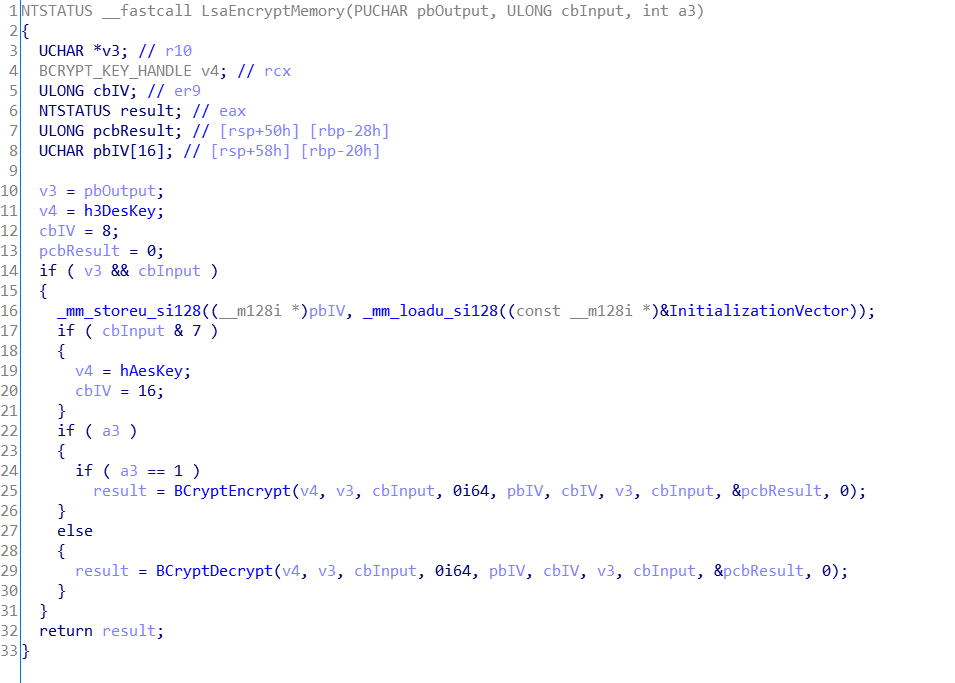 1 NTSTATUS __fastcall LsaEncryptMemory(PUCHAR pbOutput, ULONG cbInput, int a3)
2 {
3   UCHAR *v3; // r10
4   BCRYPT_KEY_HANDLE v4; // rcx
5   ULONG cbIV; // er9
6   NTSTATUS result; // eax
7   ULONG pcbResult; // [rsp+50h] [rbp-28h]
8   UCHAR pbIV[16]; // [rsp+58h] [rbp-20h]
9
10   v3 = pbOutput;
11   v4 = h3DesKey;
12   cbIV = 8;
13   pcbResult = 0;
14   if ( v3 && cbInput )
15   {
16     _mm_storeu_si128((__m128i *)pbIV, _mm_loadu_si128((const __m128i *)&InitializationVector));
17     if ( cbInput & 7 )
18     {
19       v4 = hAesKey;
20       cbIV = 16;
21     }
22     if ( a3 )
23     {
24       if ( a3 == 1 )
25         result = BCryptEncrypt(v4, v3, cbInput, 0i64, pbIV, cbIV, v3, cbInput, &pcbResult, 0);
26     }
27     else
28     {
29       result = BCryptDecrypt(v4, v3, cbInput, 0i64, pbIV, cbIV, v3, cbInput, &pcbResult, 0);
30     }
31   }
32   return result;
33 }